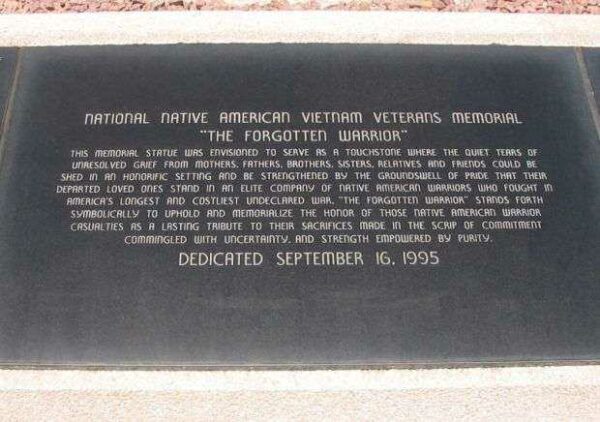 NATIONAL NATIVE AMERICAN VIETNAM VETERANS MEMORIAL
"THE FORGOTTEN WARRIOR"
THIS MEMORIAL STATUE WAS ENVISIONED TO SERVE AS A TOUCHSTONE WHERE THE QUIET TEARS OF
UNRESOLVED GRIEF FROM MOTHERS, FATHERS, BROTHERS, SISTERS, RELATIVES AND FRIENDS COULD BE
SHED IN AN HONORIFIC SETTING AND BE STRENGTHENED BY THE GROUNDSWELL OF PRIDE THAT THEIR
DEPARTED LOVED ONES STAND IN AN ELITE COMPANY OF NATIVE AMERICAN WARRIORS WHO FOUGHT IN
AMERICA'S LONGEST AND COSTLIEST UNDECLARED WAR. "THE FORGOTTEN WARRIOR" STANDS FORTH
SYMBOLICALLY TO UPHOLD AND MEMORIALIZE THE HONOR OF THOSE NATIVE AMERICAN WARRIOR
CASUALTIES AS A LASTING TRIBUTE TO THEIR SACRIFICES MADE IN THE SCRIP OF COMMITMENT
COMMINGLED WITH UNCERTAINTY, AND STRENGTH EMPOWERED BY PURITY.
DEDICATED SEPTEMBER 16, 1995